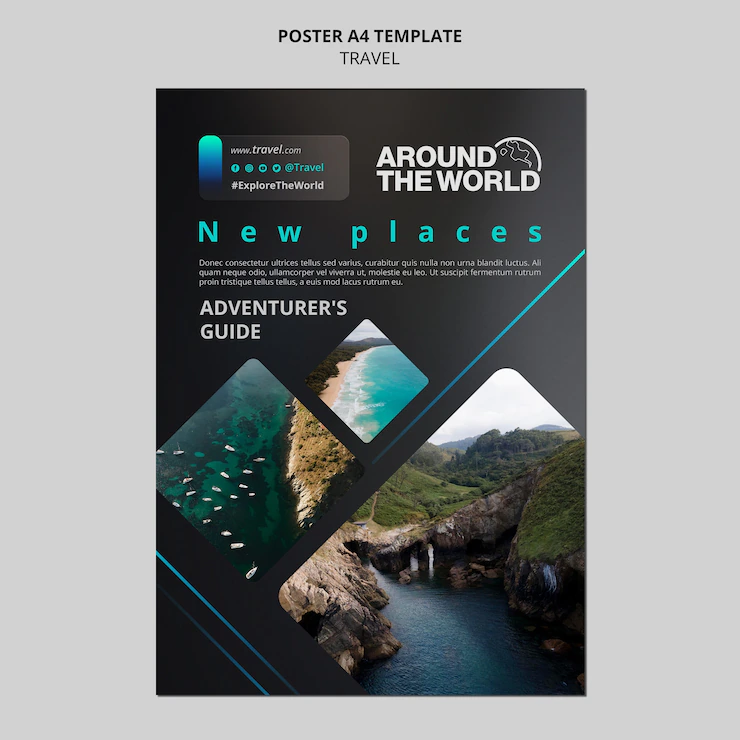 POSTER A4 TEMPLATE
TRAVEL
www.travel.com
@Travel
#ExploreTheWorld
AROUND
THE WORLD
New places
Donec consectetur ultrices tellus sed varius, curabitur quis nulla non urna blandit luctus. Ali
quam neque odio, ullamcorper vel viverra ut, molestie eu leo. Ut suscipit fermentum rutrum
proin tristique tellus tellus, a euis mod lacus rutrum eu.
ADVENTURER'S
GUIDE